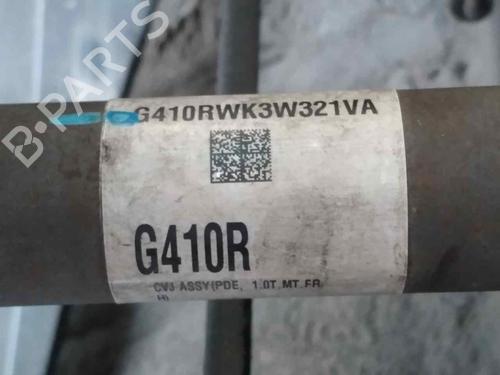 B-PARTS
G410RWK3W321VA
G410R
CVJ ASSY(PDE, 1.0T MT FR
H)